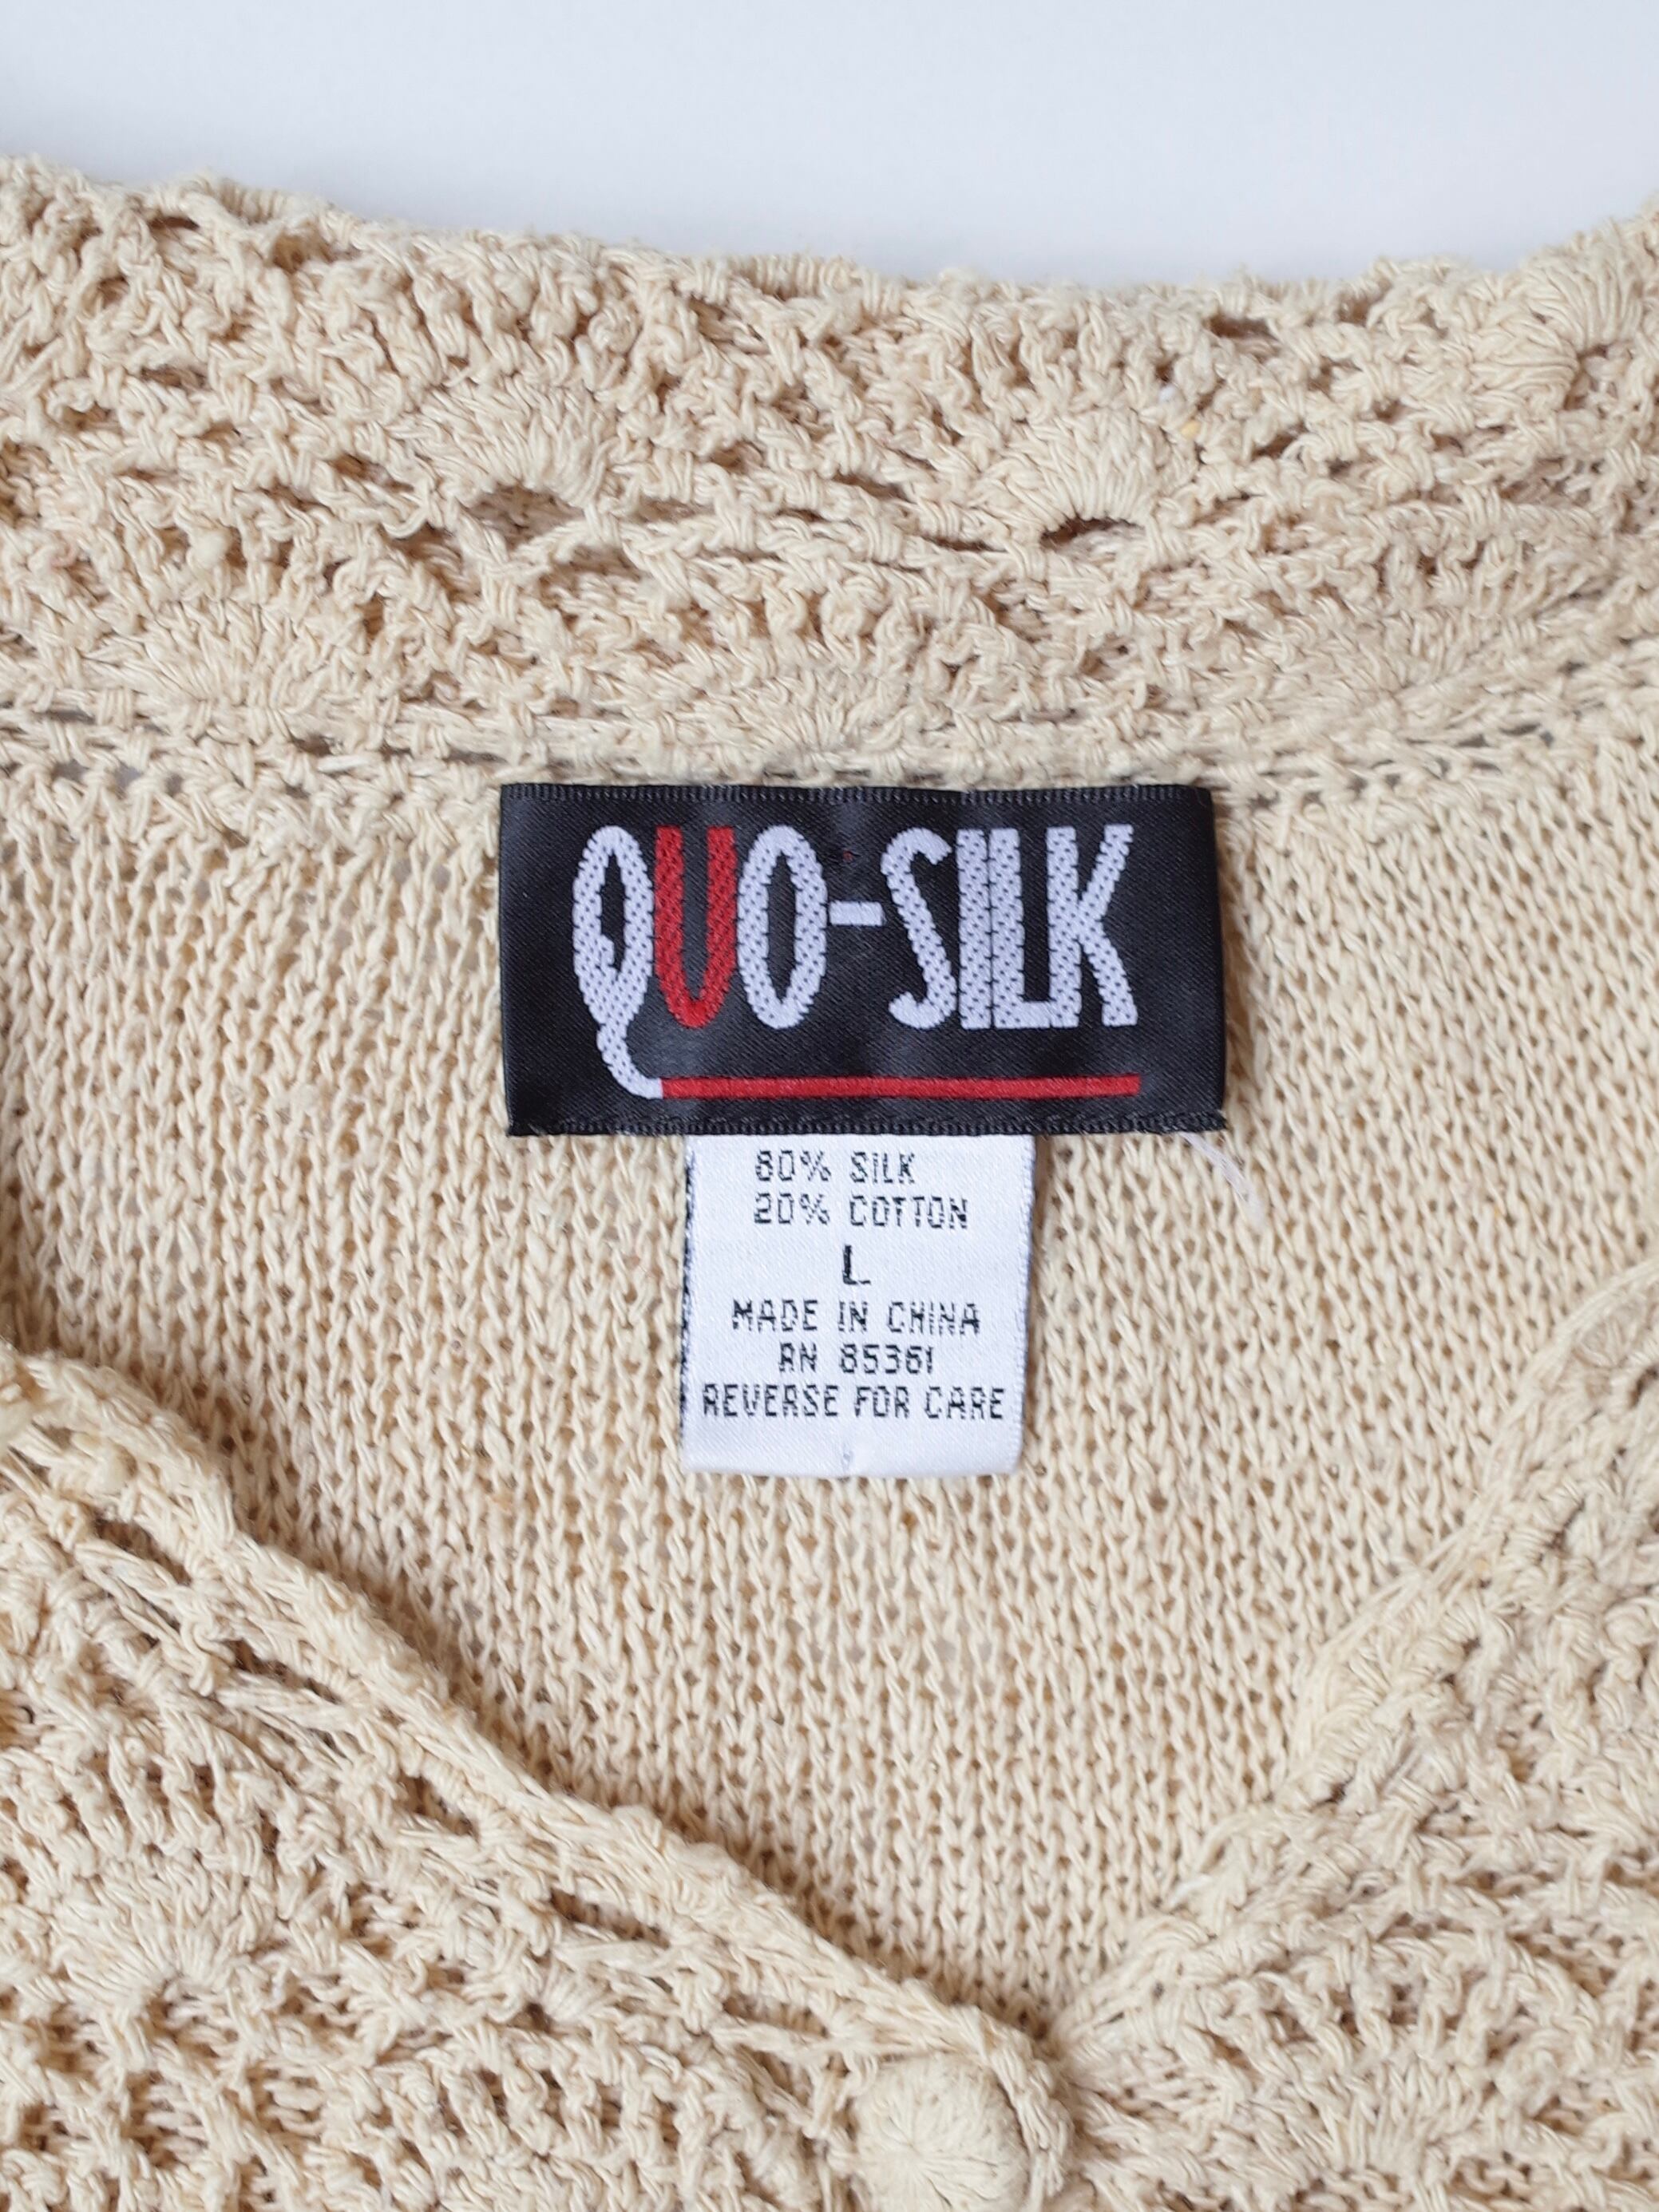 QUO-SILK
80% SILK
20% COTTON
L
MADE IN CHINA
RN 85361
REVERSE FOR CARE